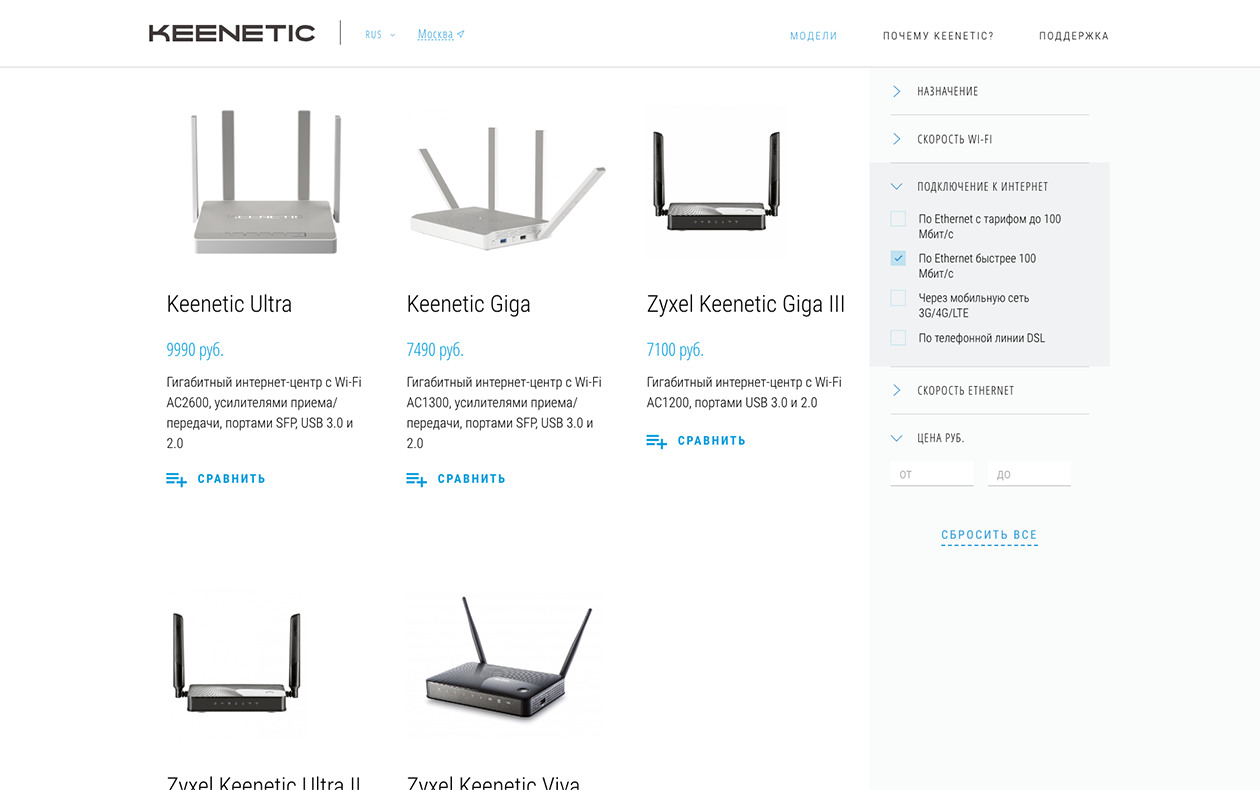 KEENETIC
RUS
Москва
МОДЕЛИ
ПОЧЕМУ KEENETIC?
ПОДДЕРЖКА
KEENETIC
Keenetic Ultra
9990 руб.
Гигабитный интернет-центр с Wi-Fi
AC2600, усилителями приема/
передачи, портами SFP, USB 3.0 и
2.0
СРАВНИТЬ
Keenetic Giga
7490 руб.
Гигабитный интернет-центр с Wi-Fi
AC1300, усилителями приема/
передачи, портами SFP, USB 3.0 и
2.0
СРАВНИТЬ
Zyxel Keenetic Giga III
7100 руб.
Гигабитный интернет-центр с Wi-Fi
AC1200, портами USB 3.0 и 2.0
СРАВНИТЬ
Zyxel Keenetic Ultra II
Zyxel Keenetic Viva
НАЗНАЧЕНИЕ
СКОРОСТЬ WI-FI
ПОДКЛЮЧЕНИЕ К ИНТЕРНЕТ
По Ethernet с тарифом до 100
Мбит/с
По Ethernet быстрее 100
Мбит/с
Через мобильную сеть
3G/4G/LTE
По телефонной линии DSL
СКОРОСТЬ ETHERNET
ЦЕНА РУБ.
ОТ
ДО
СБРОСИТЬ ВСЕ